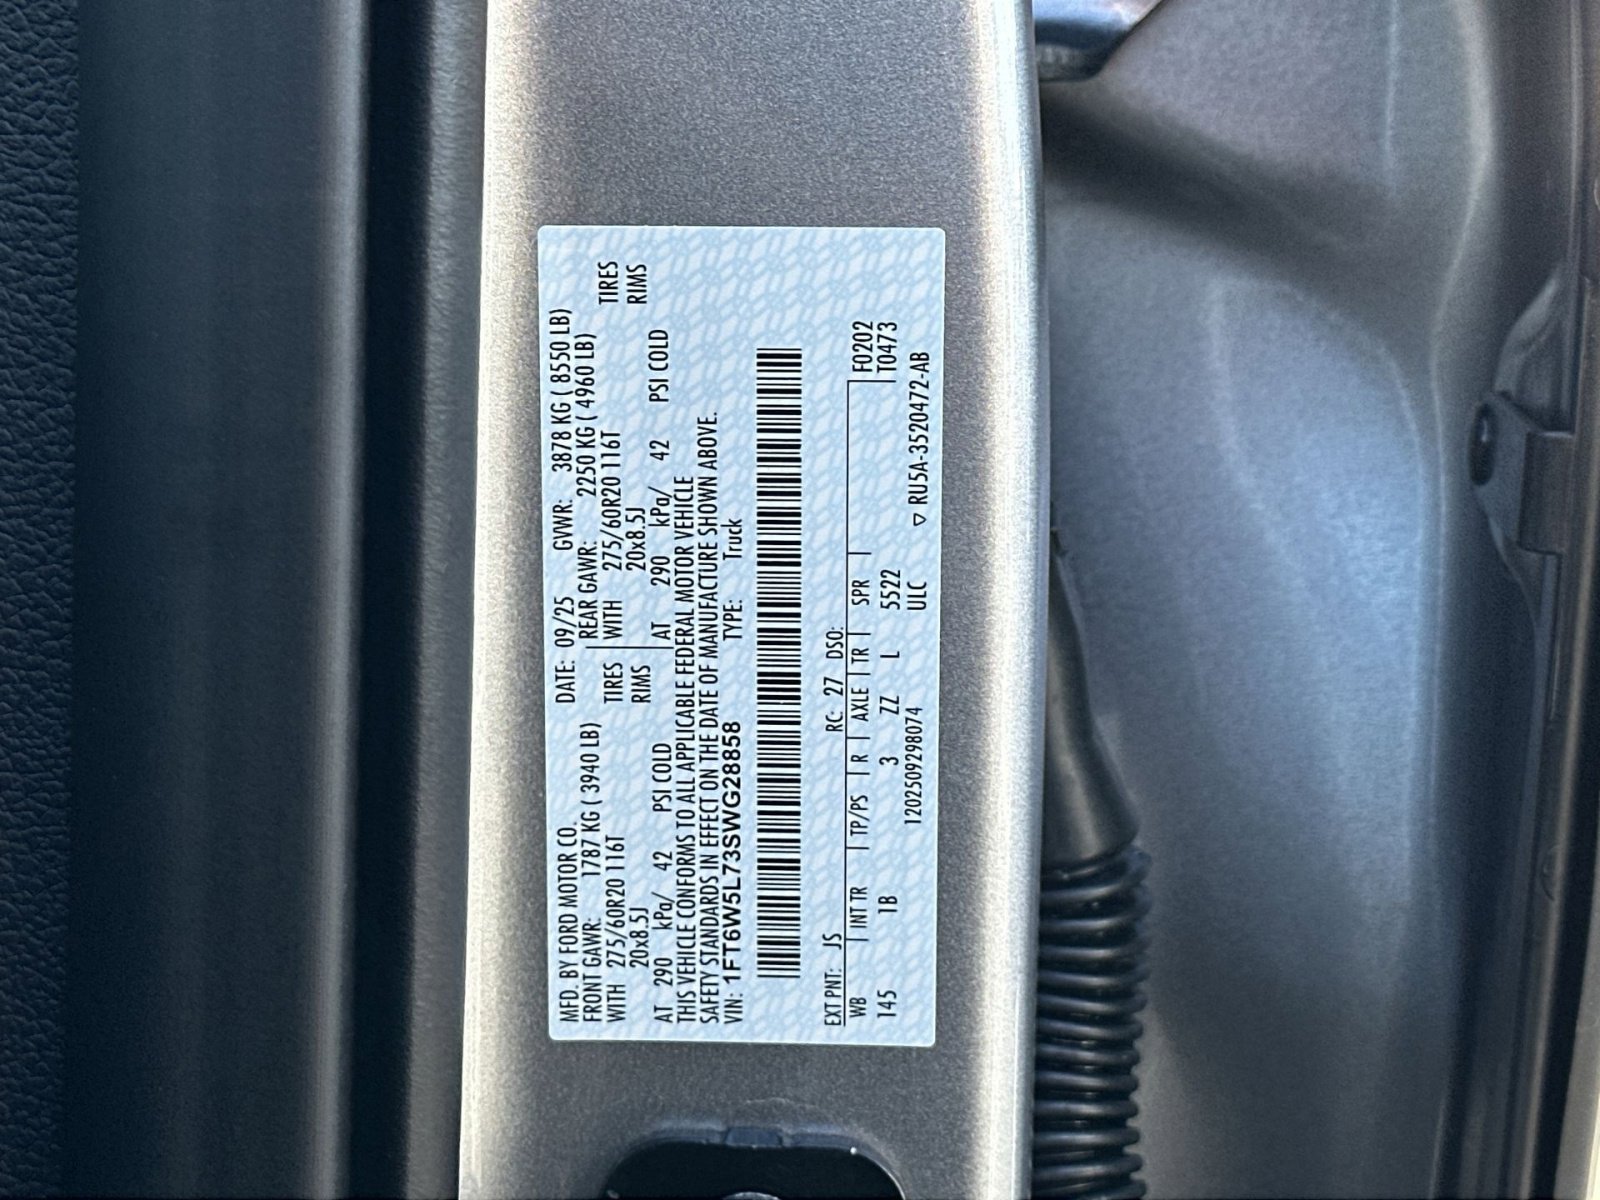 MFD. BY FORD MOTOR CO. DATE: 09/25 GVWR: 3878 KG ( 8550 LB)
FRONT GAWR: 1787 KG ( 3940 LB) REAR GAWR: 2250 KG ( 4960 LB)
WITH 275/60R20 116T TIRES WITH 275/60R20 116T TIRES
20x8.5J RIMS 20x8.5J RIMS
AT 290 kPa/ 42 PSI COLD AT 290 kPa/ 42 PSI COLD
THIS VEHICLE CONFORMS TO ALL APPLICABLE FEDERAL MOTOR VEHICLE
SAFETY STANDARDS IN EFFECT ON THE DATE OF MANUFACTURE SHOWN ABOVE.
VIN: 1FT6W5L73SWG28858 TYPE: Truck
EXT PNT: JS RC: 27 DSO: F0202
WB INT TR TP/PS R AXLE TR SPR T0473
145 1B 3 ZZ L 5522
120250929​8074 ULC ▽ RU5A-3520472-AB